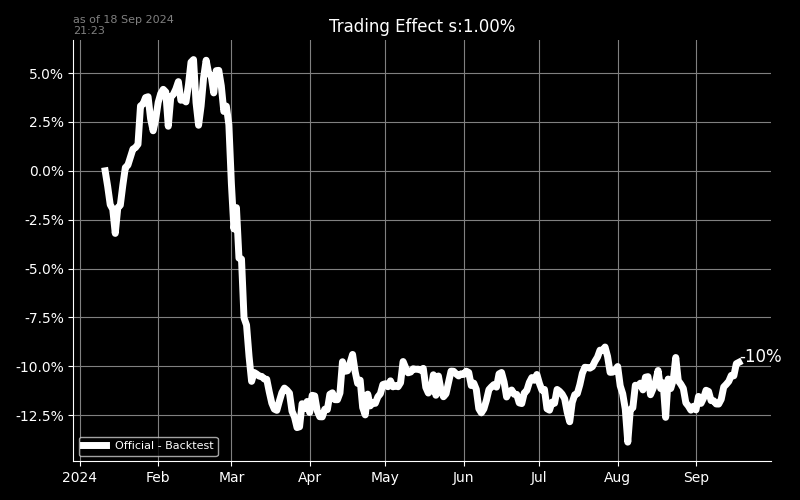 as of 18 Sep 2024
21:23
Trading Effect s:1.00%
5.0%
2.5%
0.0%
-2.5%
-5.0%
-7.5%
-10.0%
-12.5%
-10%
Official - Backtest
2024 Feb Mar Apr May Jun Jul Aug Sep